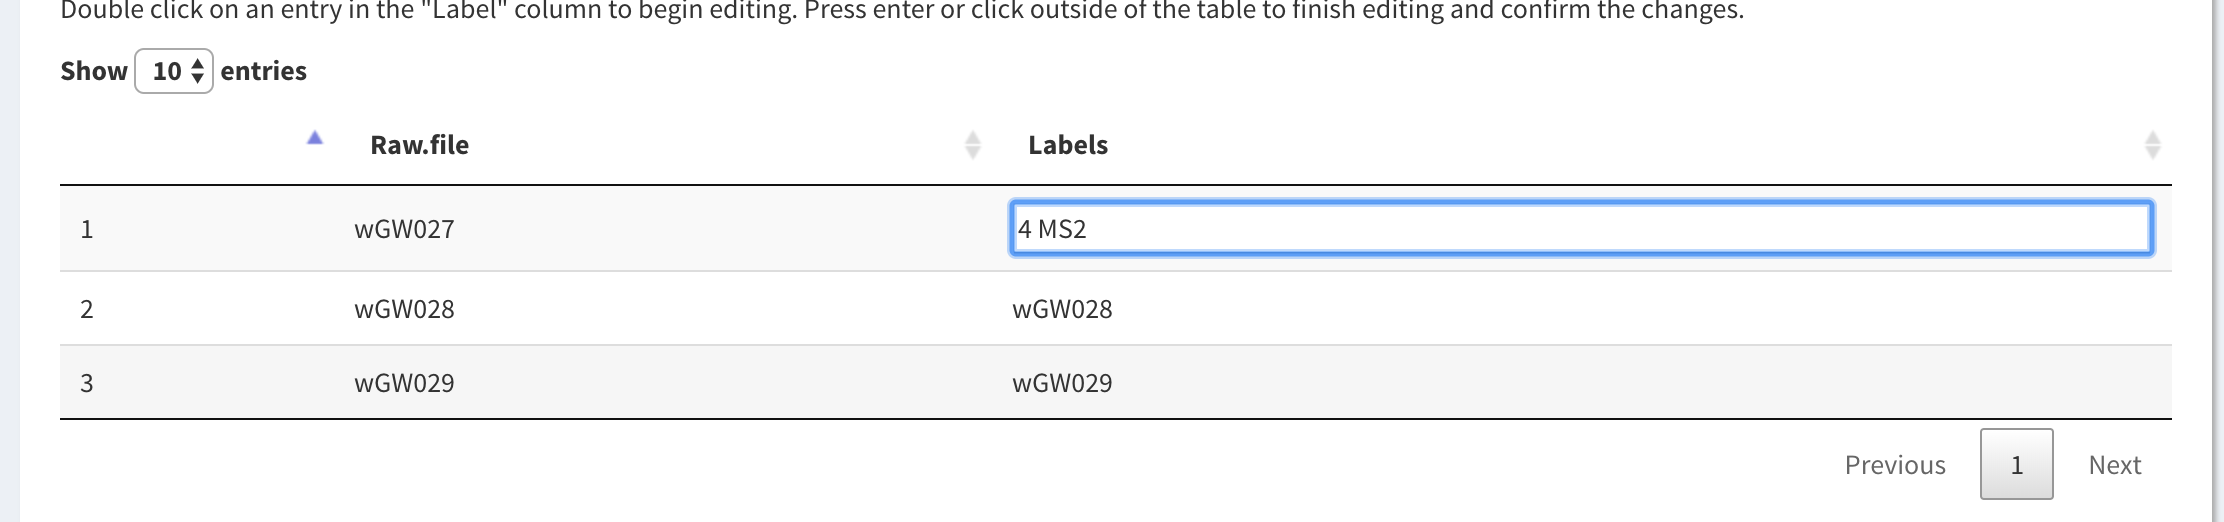 Double click on an entry in the "Label" column to begin editing. Press enter or click outside of the table to finish editing and confirm the changes.
Show 10 entries
Raw.file Labels
1 wGW027 4 MS2
2 wGW028 wGW028
3 wGW029 wGW029
Previous 1 Next